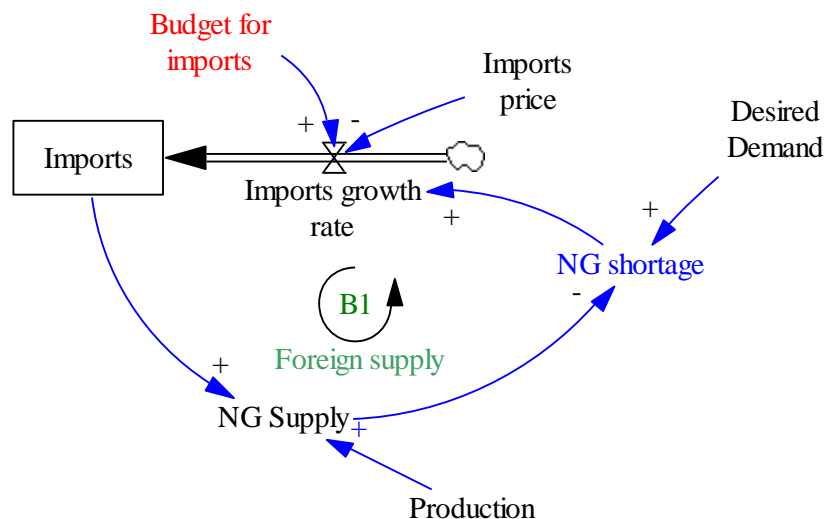 Budget for
imports
Imports
price
Desired
Demand
+ -
Imports
Imports growth
rate
+
+
NG shortage
-
B1
Foreign supply
+
NG Supply
+
Production